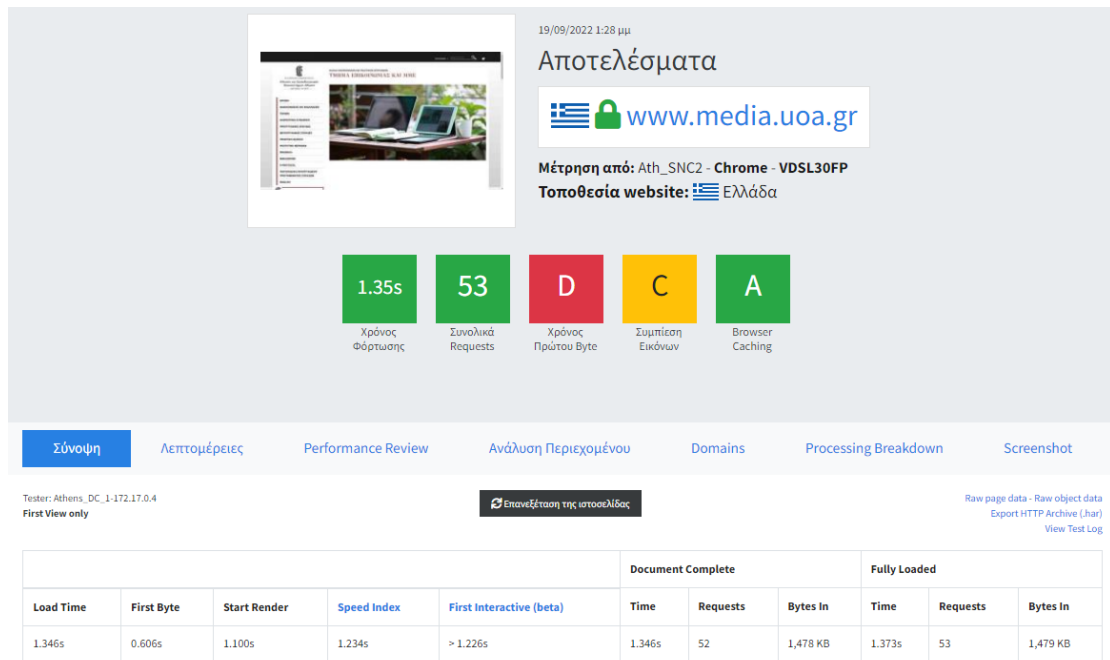 19/09/2022 1:28 μμ
Αποτελέσματα
www.media.uoa.gr
Μέτρηση από: Ath_SNC2 - Chrome - VDSL30FP
Τοποθεσία website: Ελλάδα
1.35s 53 D C A
Χρόνος Φόρτωσης
Συνολικά Requests
Χρόνος Πρώτου Byte
Συμπίεση Εικόνων
Browser Caching
Σύνοψη Λεπτομέρειες Performance Review Ανάλυση Περιεχομένου Domains Processing Breakdown Screenshot
Tester: Athens_DC_1-172.17.0.4
First View only
Επανεξέταση της ιστοσελίδας
Raw page data - Raw object data
Export HTTP Archive (.har)
View Test Log
Document Complete Fully Loaded
Load Time First Byte Start Render Speed Index First Interactive (beta) Time Requests Bytes In Time Requests Bytes In
1.346s 0.606s 1.100s 1.234s > 1.226s 1.346s 52 1,478 KB 1.373s 53 1,479 KB